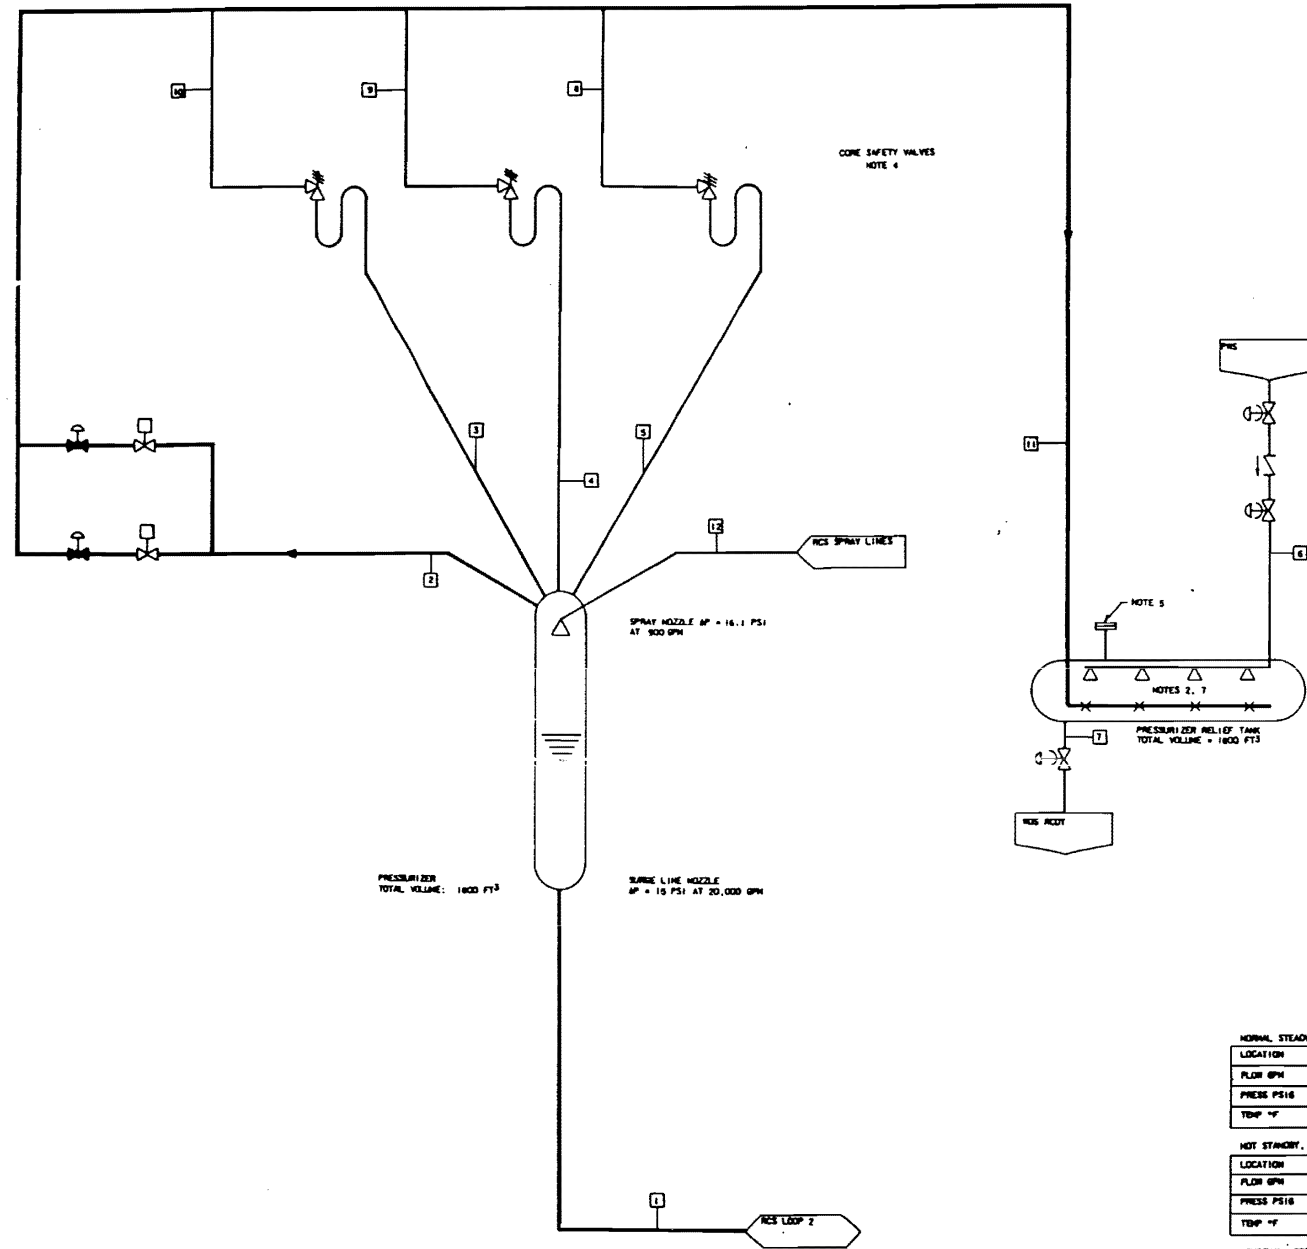 10
9
8
CORE SAFETY VALVES
NOTE 4
PWS
3
5
11
4
12
RCS SPRAY LINES
6
2
NOTE 5
SPRAY NOZZLE ΔP = 16.1 PSI
AT 900 GPM
NOTES 2, 7
7
PRESSURIZER RELIEF TANK
TOTAL VOLUME = 1800 FT3
WDS RCDT
PRESSURIZER
TOTAL VOLUME: 1800 FT3
SURGE LINE NOZZLE
ΔP = 15 PSI AT 20,000 GPM
NORMAL STEADY
LOCATION
FLOW GPM
PRESS PSIG
TEMP °F
HOT STANDBY,
LOCATION
FLOW GPM
PRESS PSIG
TEMP °F
1
RCS LOOP 2